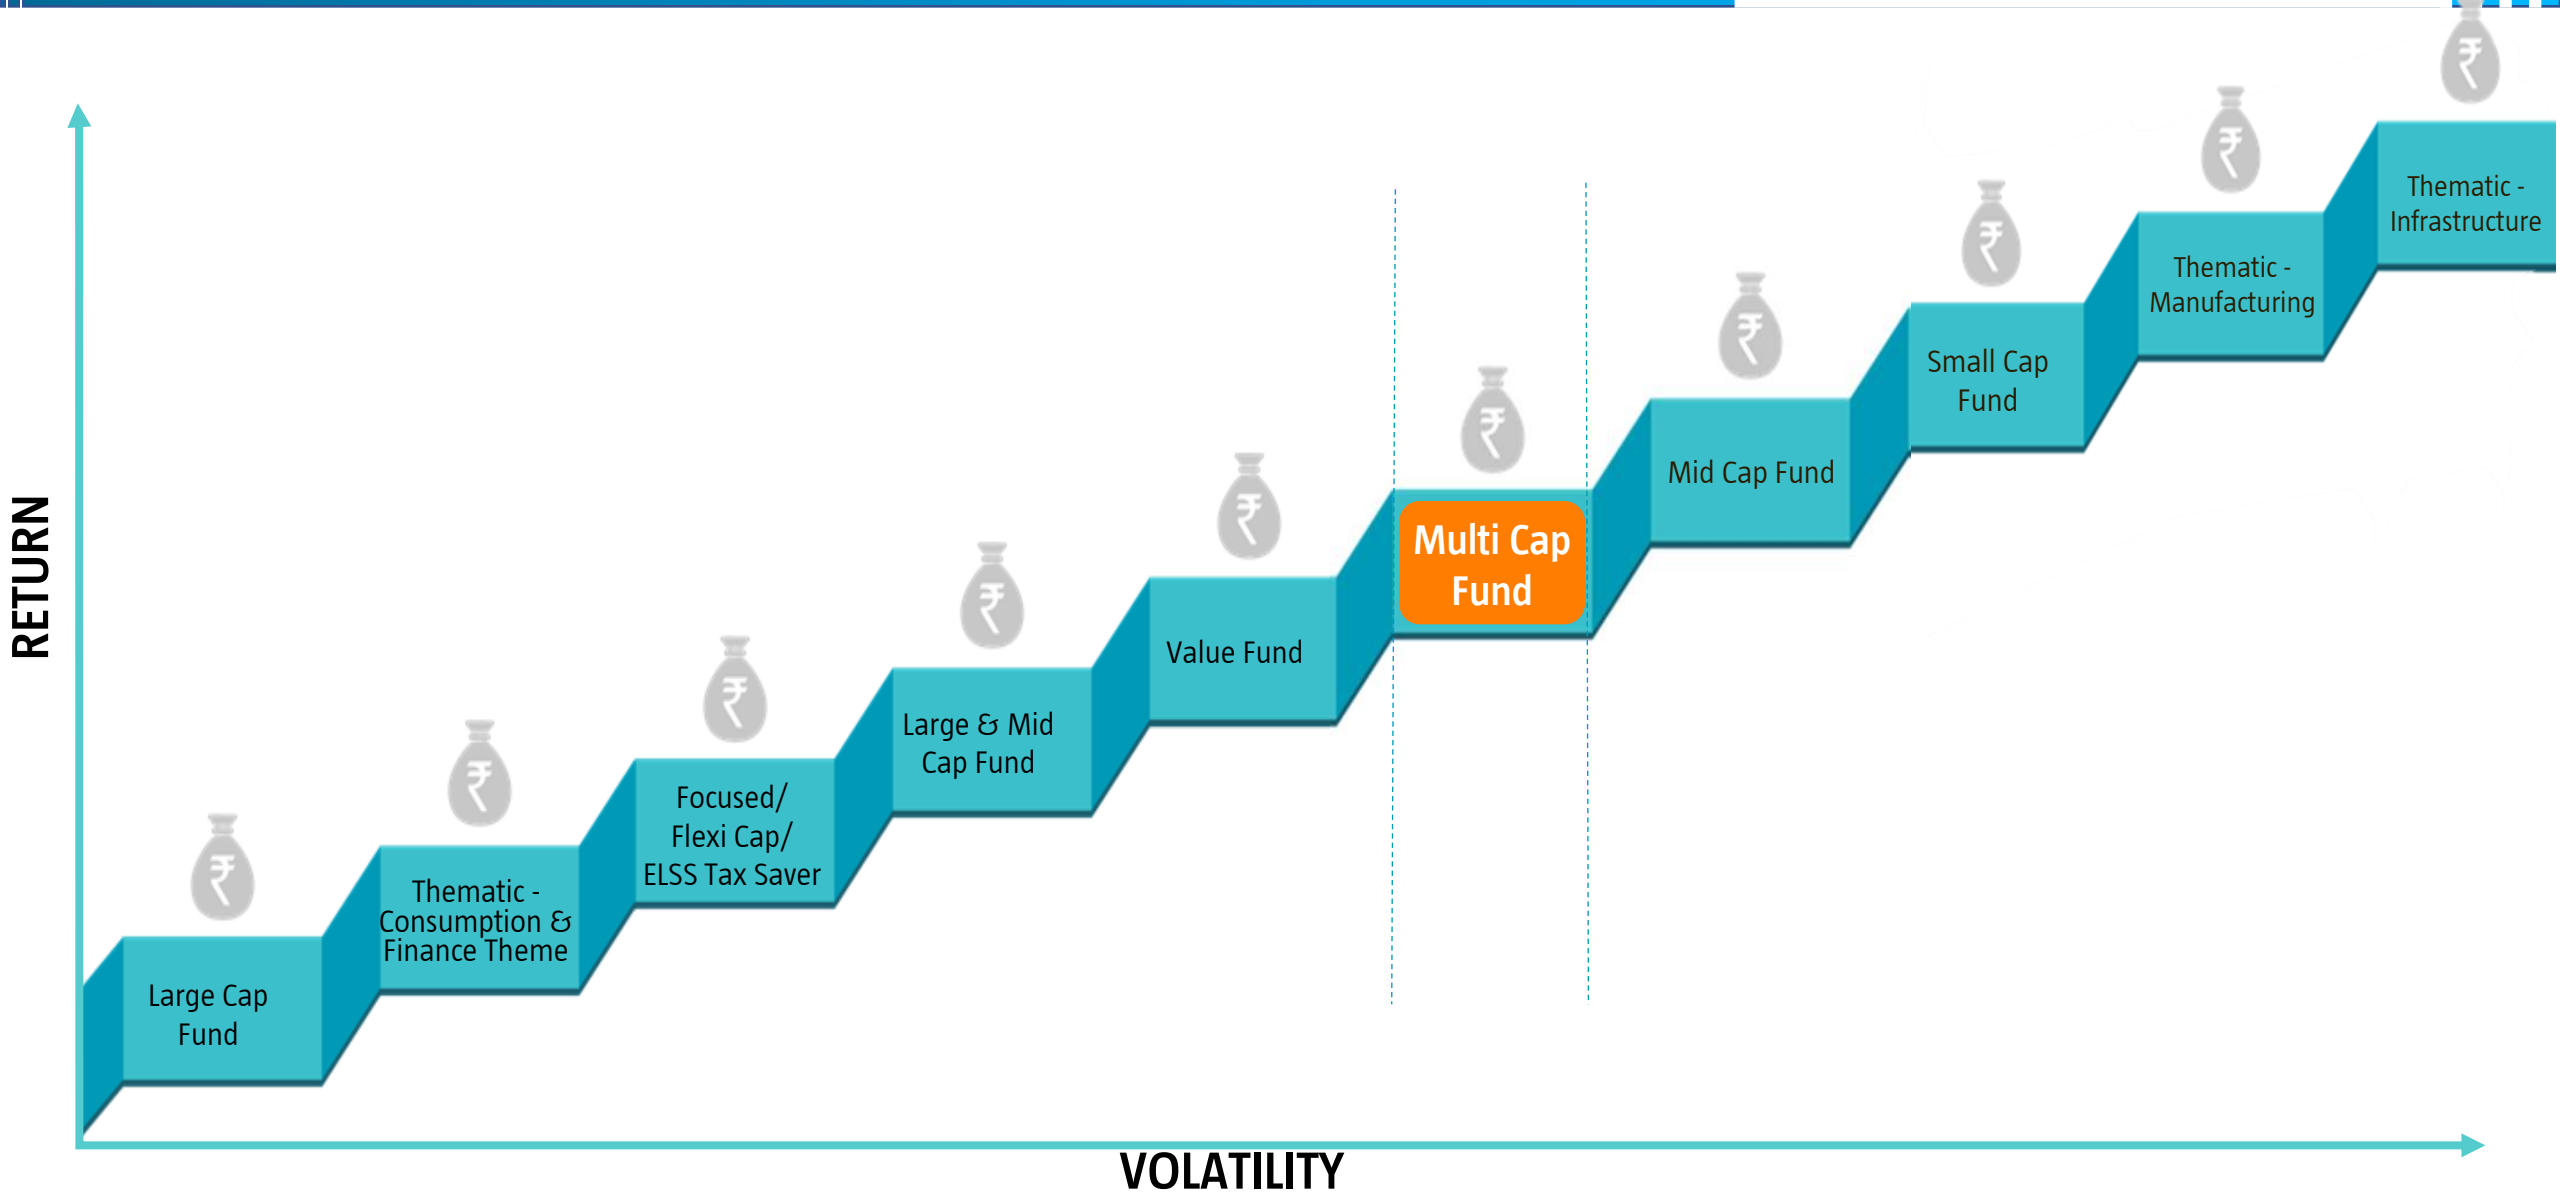 RETURN
Large Cap
Fund
Thematic -
Consumption &
Finance Theme
Focused/
Flexi Cap/
ELSS Tax Saver
Large & Mid
Cap Fund
Value Fund
Multi Cap
Fund
Mid Cap Fund
Small Cap
Fund
Thematic -
Manufacturing
Thematic -
Infrastructure
VOLATILITY
₹
₹
₹
₹
₹
₹
₹
₹
₹
₹